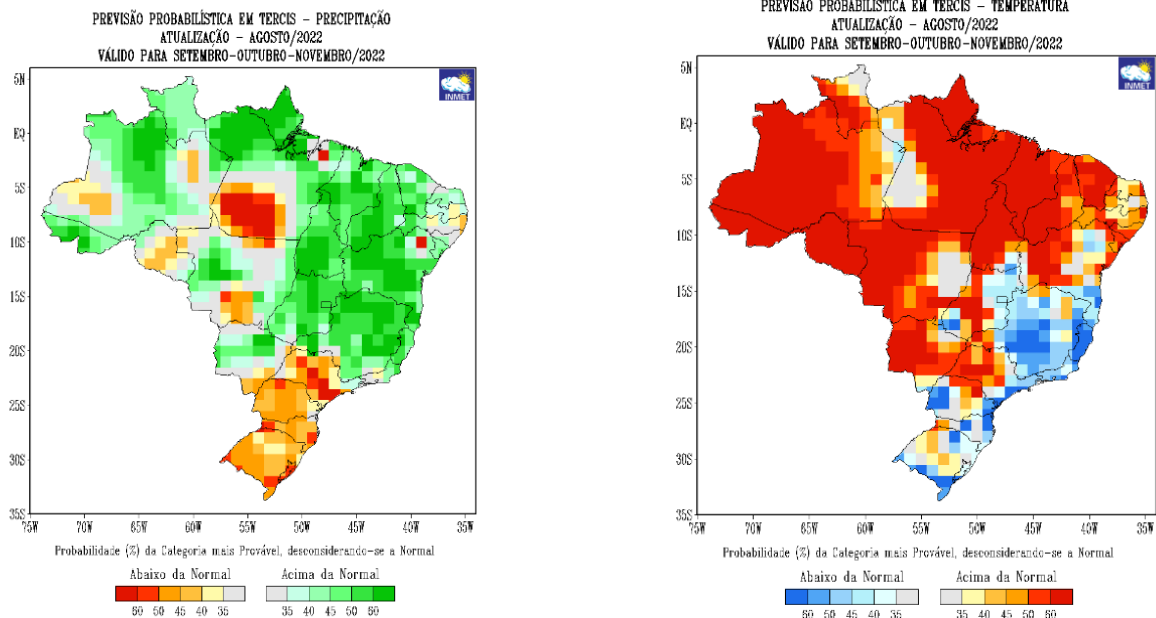 PREVISÃO PROBABILÍSTICA EM TERCIS - PRECIPITAÇÃO
ATUALIZAÇÃO - AGOSTO/2022
VÁLIDO PARA SETEMBRO-OUTUBRO-NOVEMBRO/2022
INMET
5N
EQ
5S
10S
15S
20S
25S
30S
35S
75W 70W 65W 60W 55W 50W 45W 40W 35W
Probabilidade (%) da Categoria mais Provável, desconsiderando-se a Normal
Abaixo da Normal Acima da Normal
60 50 45 40 35 35 40 45 50 60
PREVISÃO PROBABILÍSTICA EM TERCIS - TEMPERATURA
ATUALIZAÇÃO - AGOSTO/2022
VÁLIDO PARA SETEMBRO-OUTUBRO-NOVEMBRO/2022
INMET
5N
EQ
5S
10S
15S
20S
25S
30S
35S
75W 70W 65W 60W 55W 50W 45W 40W 35W
Probabilidade (%) da Categoria mais Provável, desconsiderando-se a Normal
Abaixo da Normal Acima da Normal
60 50 45 40 35 35 40 45 50 60